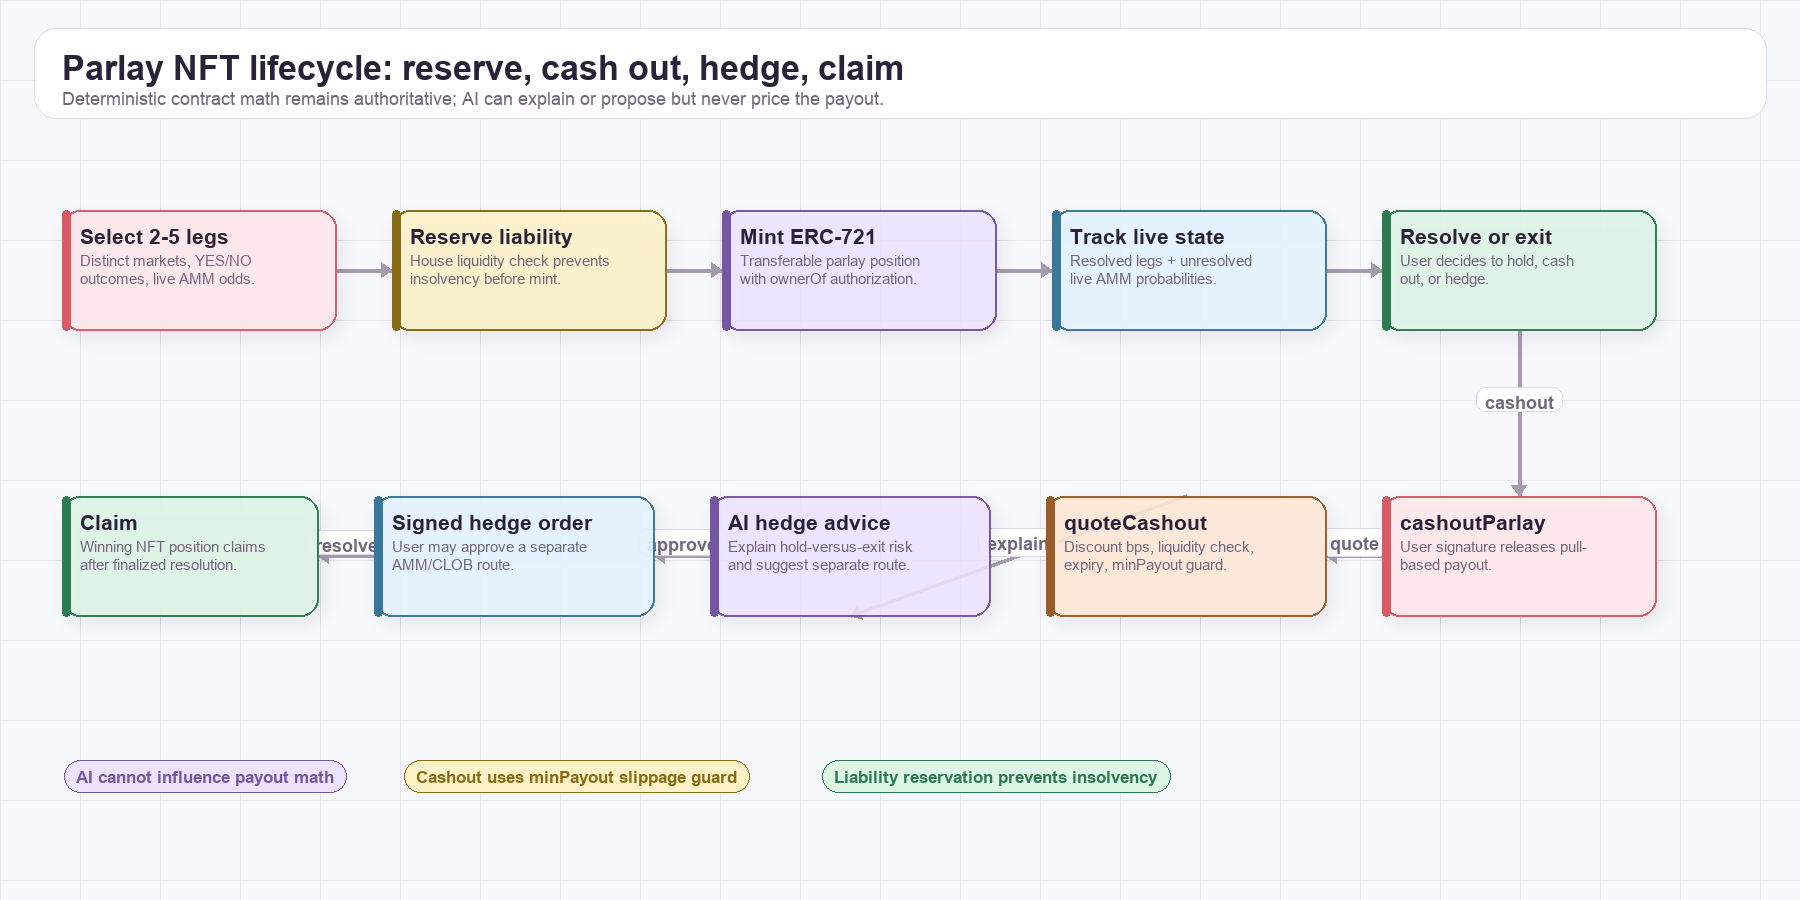 Parlay NFT lifecycle: reserve, cash out, hedge, claim
Deterministic contract math remains authoritative; AI can explain or propose but never price the payout.
Select 2-5 legs
Distinct markets, YES/NO
outcomes, live AMM odds.
Reserve liability
House liquidity check prevents
insolvency before mint.
Mint ERC-721
Transferable parlay position
with ownerOf authorization.
Track live state
Resolved legs + unresolved
live AMM probabilities.
Resolve or exit
User decides to hold, cash
out, or hedge.
cashout
Claim
Winning NFT position claims
after finalized resolution.
resolve
Signed hedge order
User may approve a separate
AMM/CLOB route.
approve
AI hedge advice
Explain hold-versus-exit risk
and suggest separate route.
explain
quoteCashout
Discount bps, liquidity check,
expiry, minPayout guard.
quote
cashoutParlay
User signature releases pull-
based payout.
AI cannot influence payout math
Cashout uses minPayout slippage guard
Liability reservation prevents insolvency